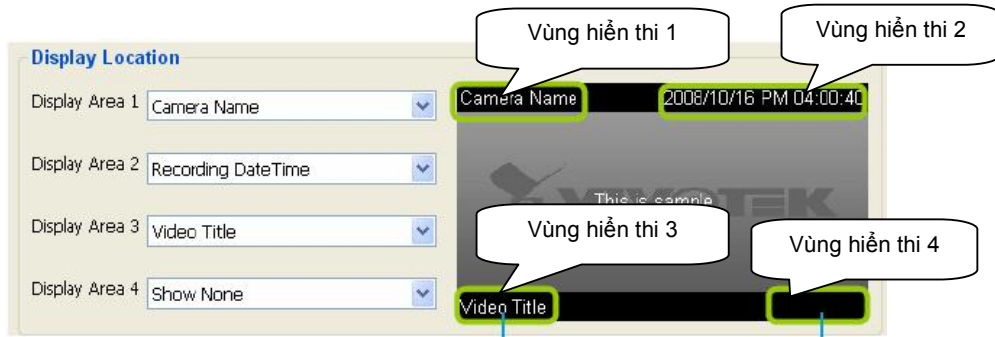 Vùng hiển thi 1
Vùng hiển thi 2
Display Location
Display Area 1
Camera Name
Camera Name
2008/10/16 PM 04:00:40
Display Area 2
Recording DateTime
VIVOTEK
This is sample
Display Area 3
Video Title
Vùng hiển thi 3
Vùng hiển thi 4
Display Area 4
Show None
Video Title